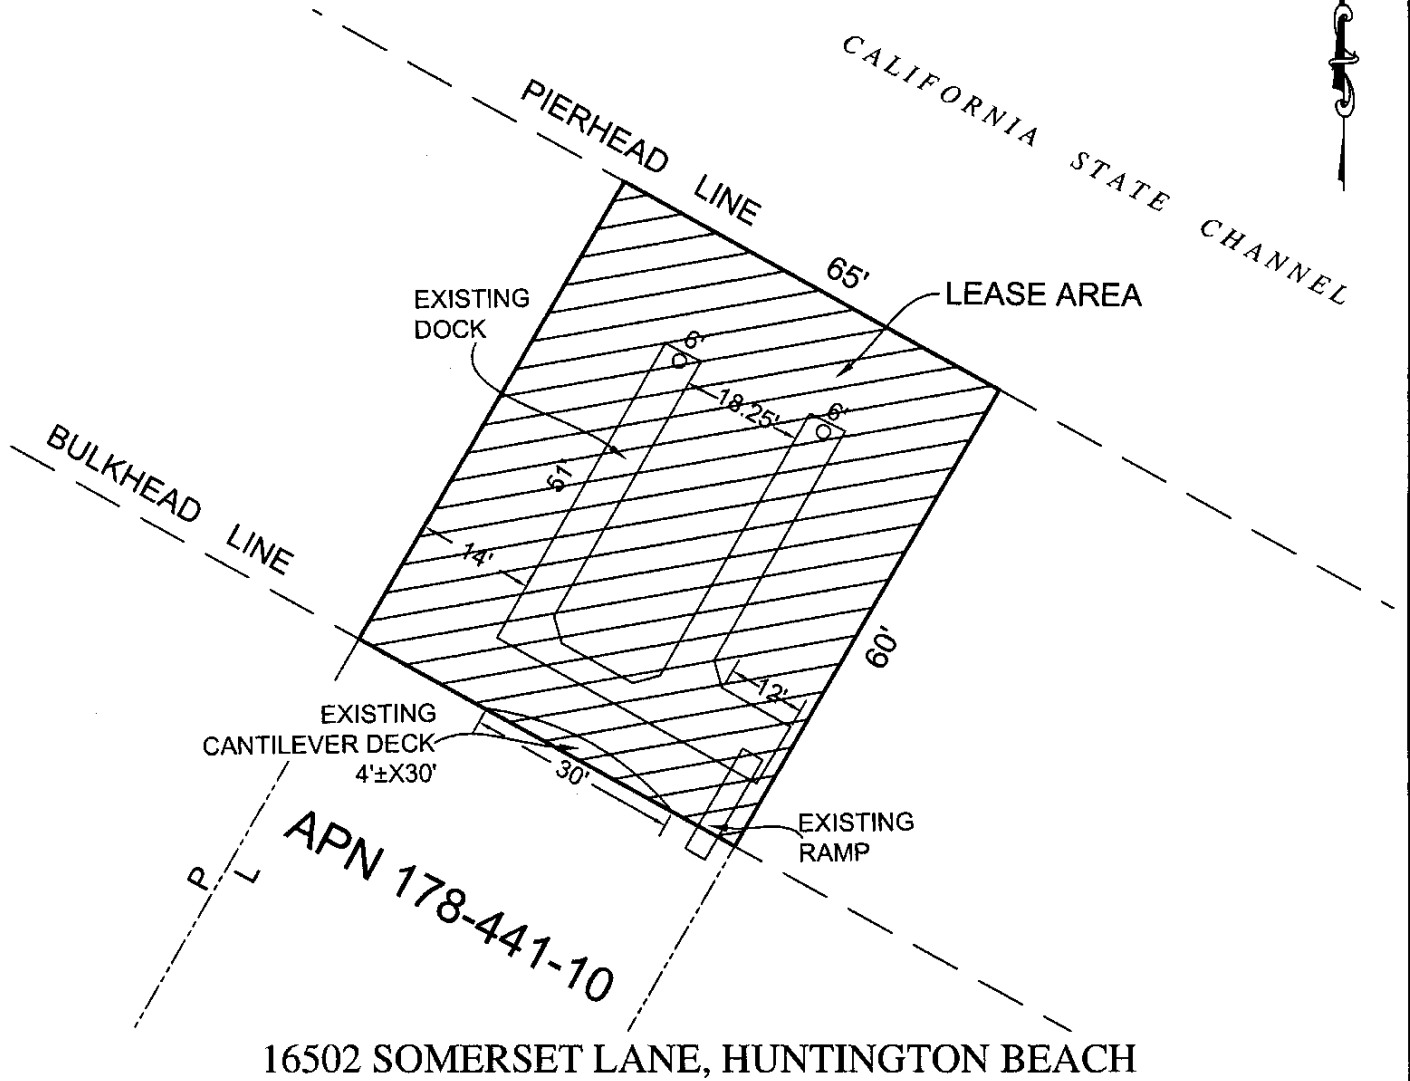 CALIFORNIA STATE CHANNEL
PIERHEAD LINE
65'
LEASE AREA
EXISTING
DOCK
6'
18.25'
6'
BULKHEAD LINE
51'
14'
60'
12'
EXISTING
CANTILEVER DECK
4'±X30'
30'
EXISTING
RAMP
P
L
APN 178-441-10
16502 SOMERSET LANE, HUNTINGTON BEACH